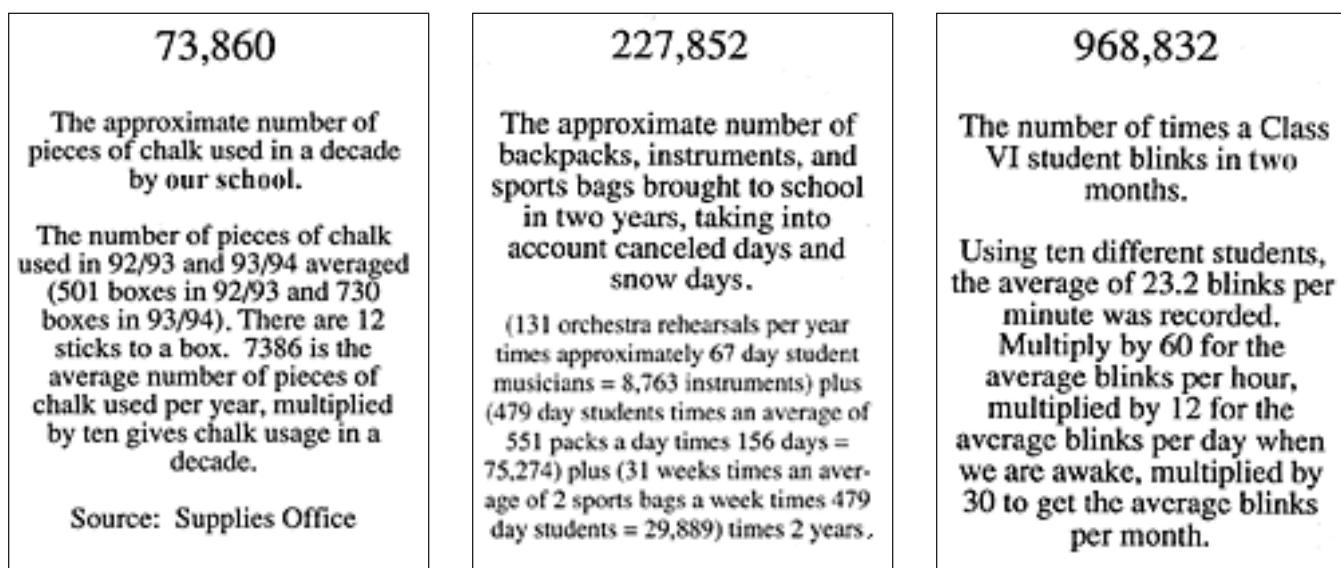 73,860
The approximate number of
pieces of chalk used in a decade
by our school.
The number of pieces of chalk
used in 92/93 and 93/94 averaged
(501 boxes in 92/93 and 730
boxes in 93/94). There are 12
sticks to a box. 7386 is the
average number of pieces of
chalk used per year, multiplied
by ten gives chalk usage in a
decade.
Source: Supplies Office
227,852
The approximate number of
backpacks, instruments, and
sports bags brought to school
in two years, taking into
account canceled days and
snow days.
(131 orchestra rehearsals per year
times approximately 67 day student
musicians = 8,763 instruments) plus
(479 day students times an average of
551 packs a day times 156 days =
75,274) plus (31 weeks times an aver-
age of 2 sports bags a week times 479
day students = 29,889) times 2 years.
968,832
The number of times a Class
VI student blinks in two
months.
Using ten different students,
the average of 23.2 blinks per
minute was recorded.
Multiply by 60 for the
average blinks per hour,
multiplied by 12 for the
average blinks per day when
we are awake, multiplied by
30 to get the average blinks
per month.